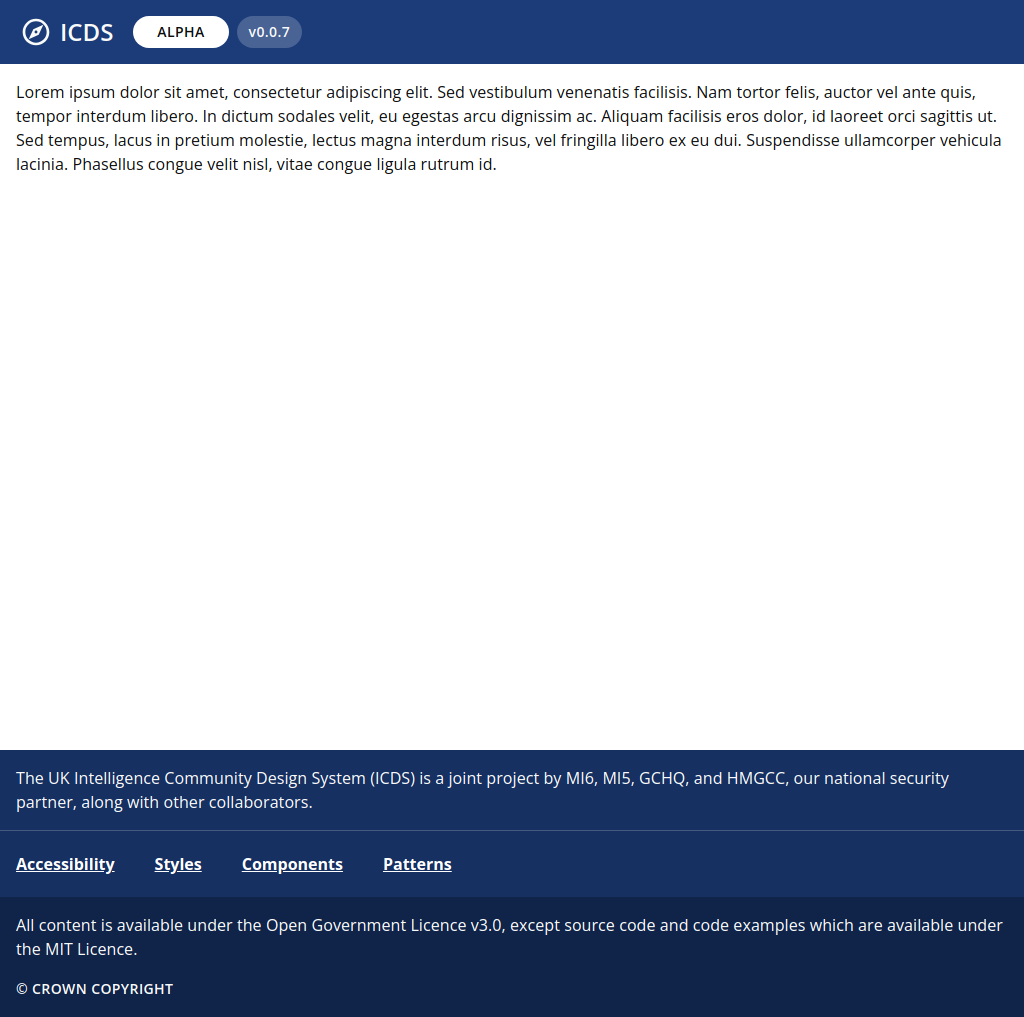 ICDS ALPHA v0.0.7
Lorem ipsum dolor sit amet, consectetur adipiscing elit. Sed vestibulum venenatis facilisis. Nam tortor felis, auctor vel ante quis,
tempor interdum libero. In dictum sodales velit, eu egestas arcu dignissim ac. Aliquam facilisis eros dolor, id laoreet orci sagittis ut.
Sed tempus, lacus in pretium molestie, lectus magna interdum risus, vel fringilla libero ex eu dui. Suspendisse ullamcorper vehicula
lacinia. Phasellus congue velit nisl, vitae congue ligula rutrum id.
The UK Intelligence Community Design System (ICDS) is a joint project by MI6, MI5, GCHQ, and HMGCC, our national security
partner, along with other collaborators.
Accessibility Styles Components Patterns
All content is available under the Open Government Licence v3.0, except source code and code examples which are available under
the MIT Licence.
© CROWN COPYRIGHT